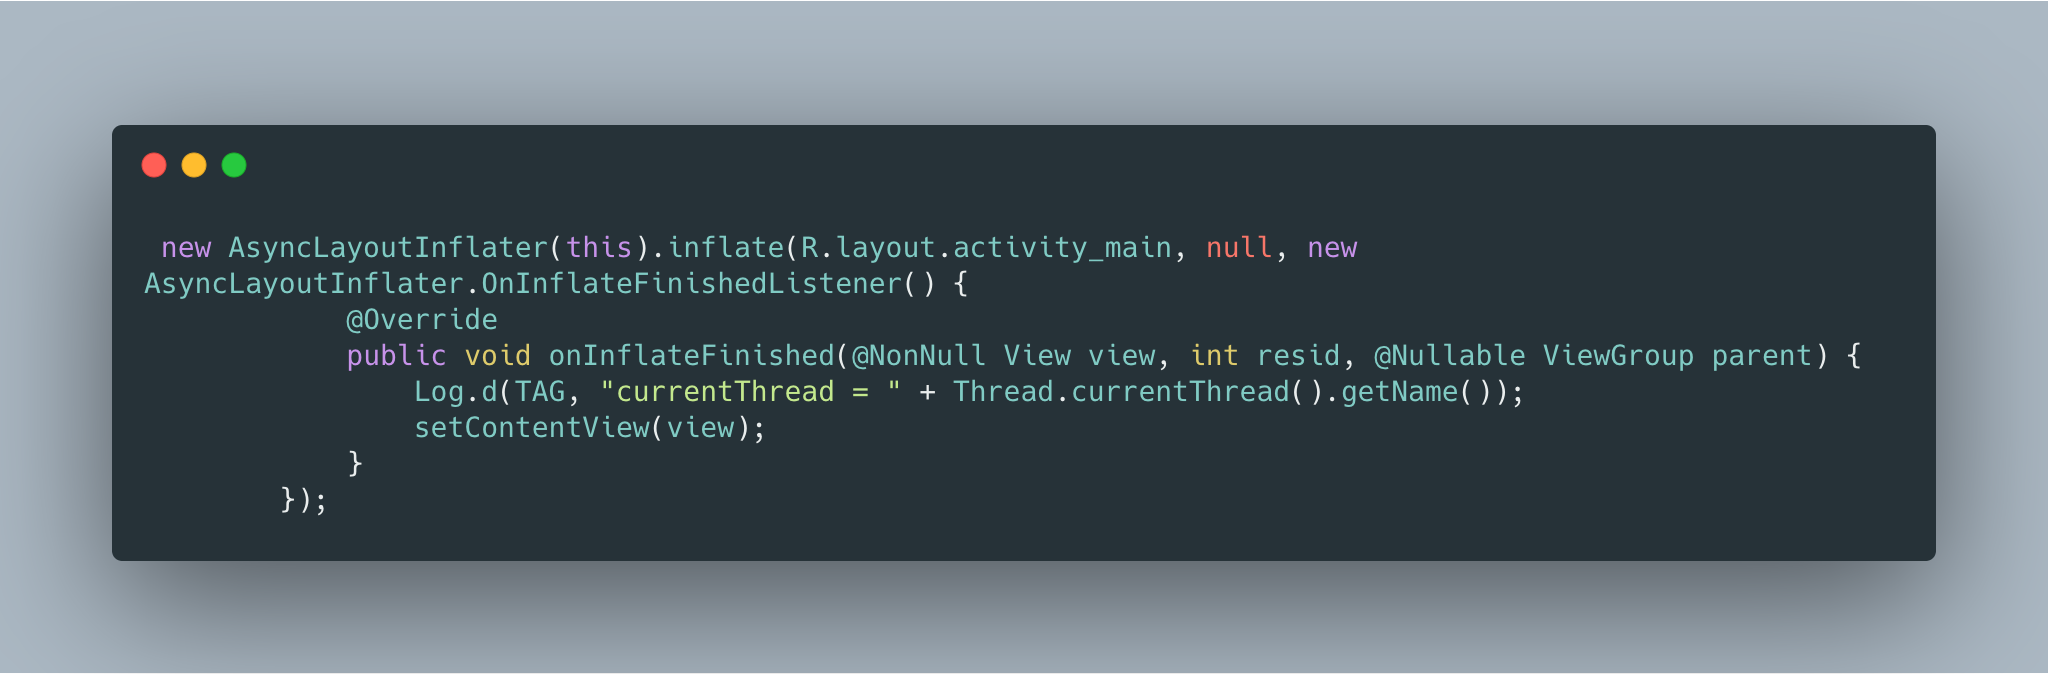 new AsyncLayoutInflater(this).inflate(R.layout.activity_main, null, new
AsyncLayoutInflater.OnInflateFinishedListener() {
@Override
public void onInflateFinished(@NonNull View view, int resid, @Nullable ViewGroup parent) {
Log.d(TAG, "currentThread = " + Thread.currentThread().getName());
setContentView(view);
}
});